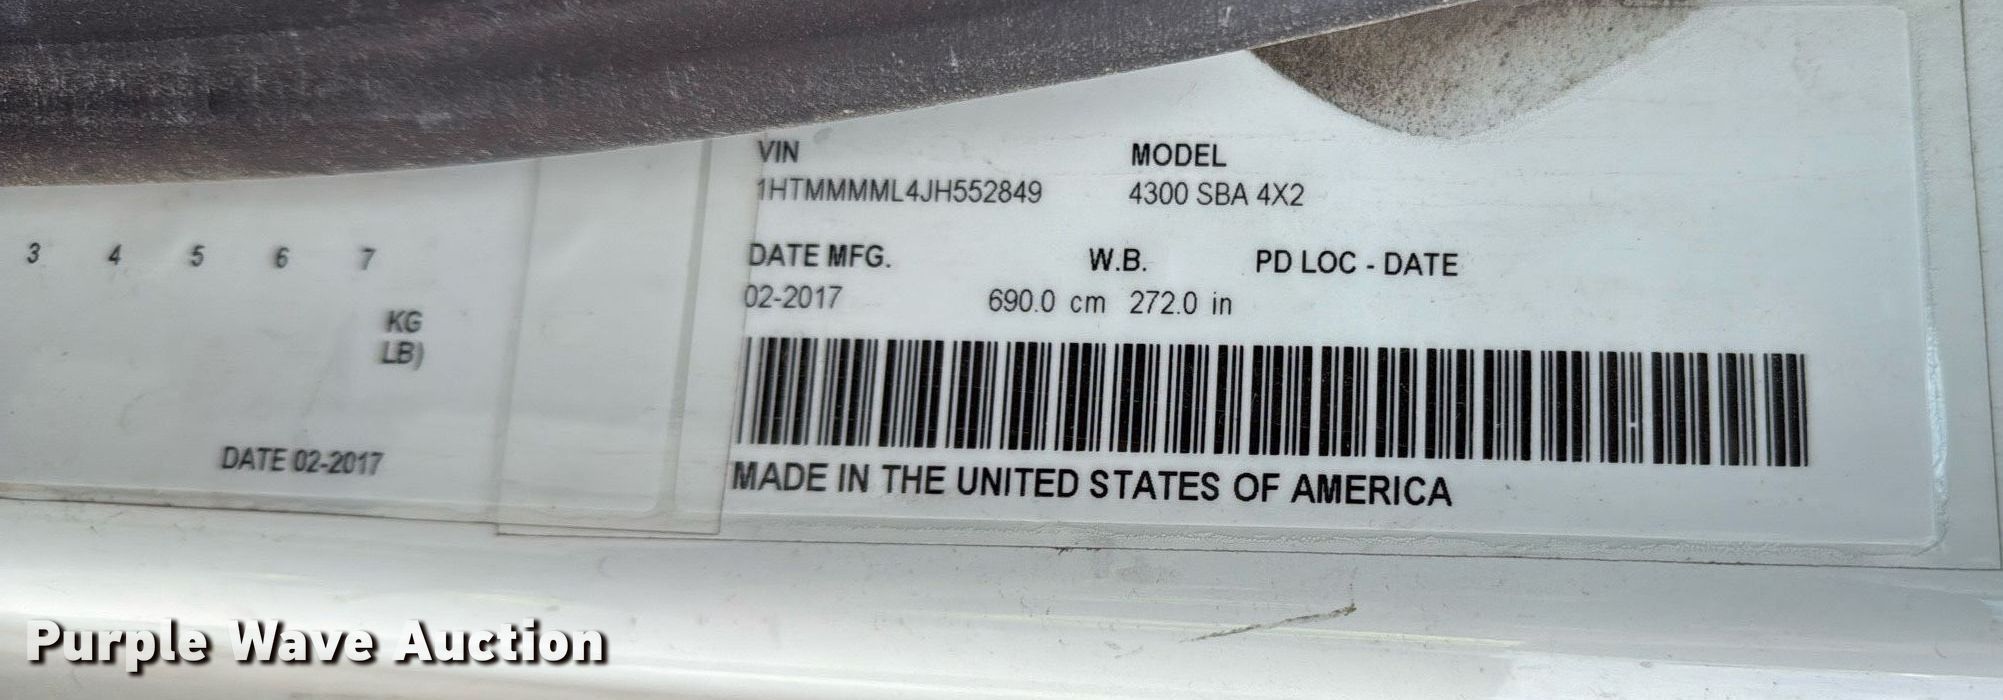 VIN MODEL
1HTMMMML4JH552849 4300 SBA 4X2
3 4 5 6 7
DATE MFG. W.B. PD LOC - DATE
02-2017 690.0 cm 272.0 in
KG
LB)
DATE 02-2017
MADE IN THE UNITED STATES OF AMERICA
Purple Wave Auction